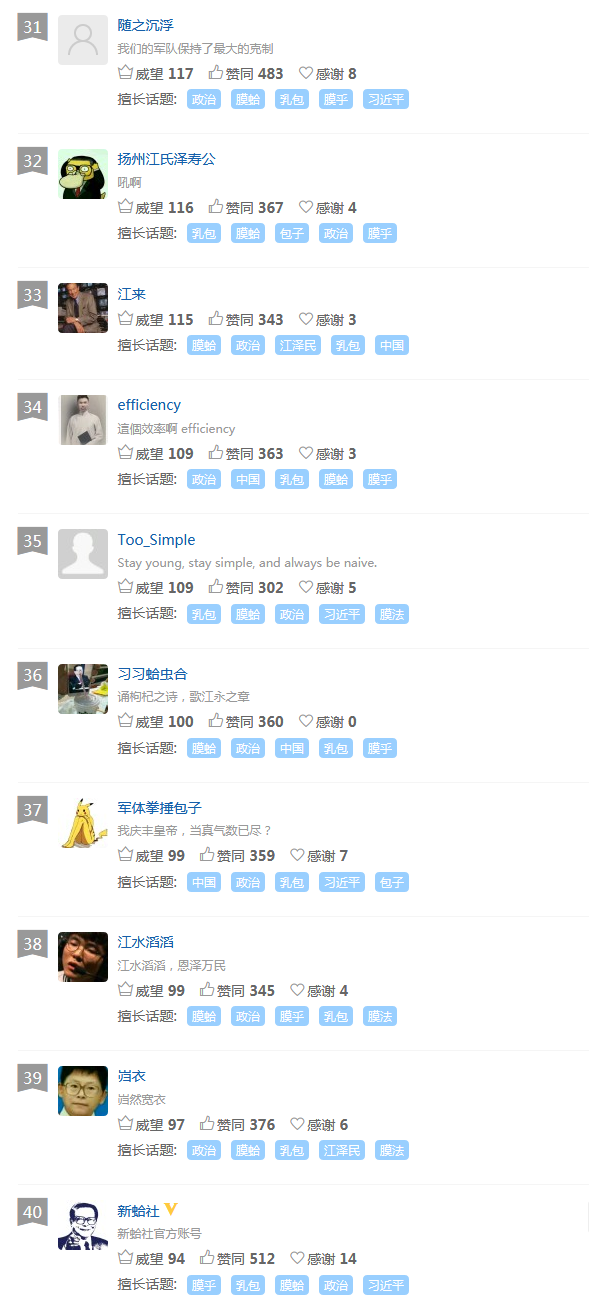 31
随之沉浮
我们的军队保持了最大的克制
威望 117 赞同 483 感谢 8
擅长话题: 政治 膜蛤 乳包 膜乎 习近平
32
扬州江氏泽寿公
吼啊
威望 116 赞同 367 感谢 4
擅长话题: 乳包 膜蛤 包子 政治 膜乎
33
江来
威望 115 赞同 343 感谢 3
擅长话题: 膜蛤 政治 江泽民 乳包 中国
34
efficiency
這個效率啊 efficiency
威望 109 赞同 363 感谢 3
擅长话题: 政治 中国 乳包 膜蛤 膜乎
35
Too_Simple
Stay young, stay simple, and always be naive.
威望 109 赞同 302 感谢 5
擅长话题: 乳包 膜蛤 政治 习近平 膜法
36
习习蛤虫合
诵枸杞之诗，歌江永之章
威望 100 赞同 360 感谢 0
擅长话题: 膜蛤 政治 中国 乳包 膜乎
37
军体拳捶包子
我庆丰皇帝，当真气数已尽？
威望 99 赞同 359 感谢 7
擅长话题: 中国 政治 乳包 习近平 包子
38
江水滔滔
江水滔滔，恩泽万民
威望 99 赞同 345 感谢 4
擅长话题: 膜蛤 政治 膜乎 乳包 膜法
39
岿衣
岿然宽衣
威望 97 赞同 376 感谢 6
擅长话题: 政治 膜蛤 乳包 江泽民 膜法
40
新蛤社 V
新蛤社官方账号
威望 94 赞同 512 感谢 14
擅长话题: 膜乎 乳包 膜蛤 政治 习近平